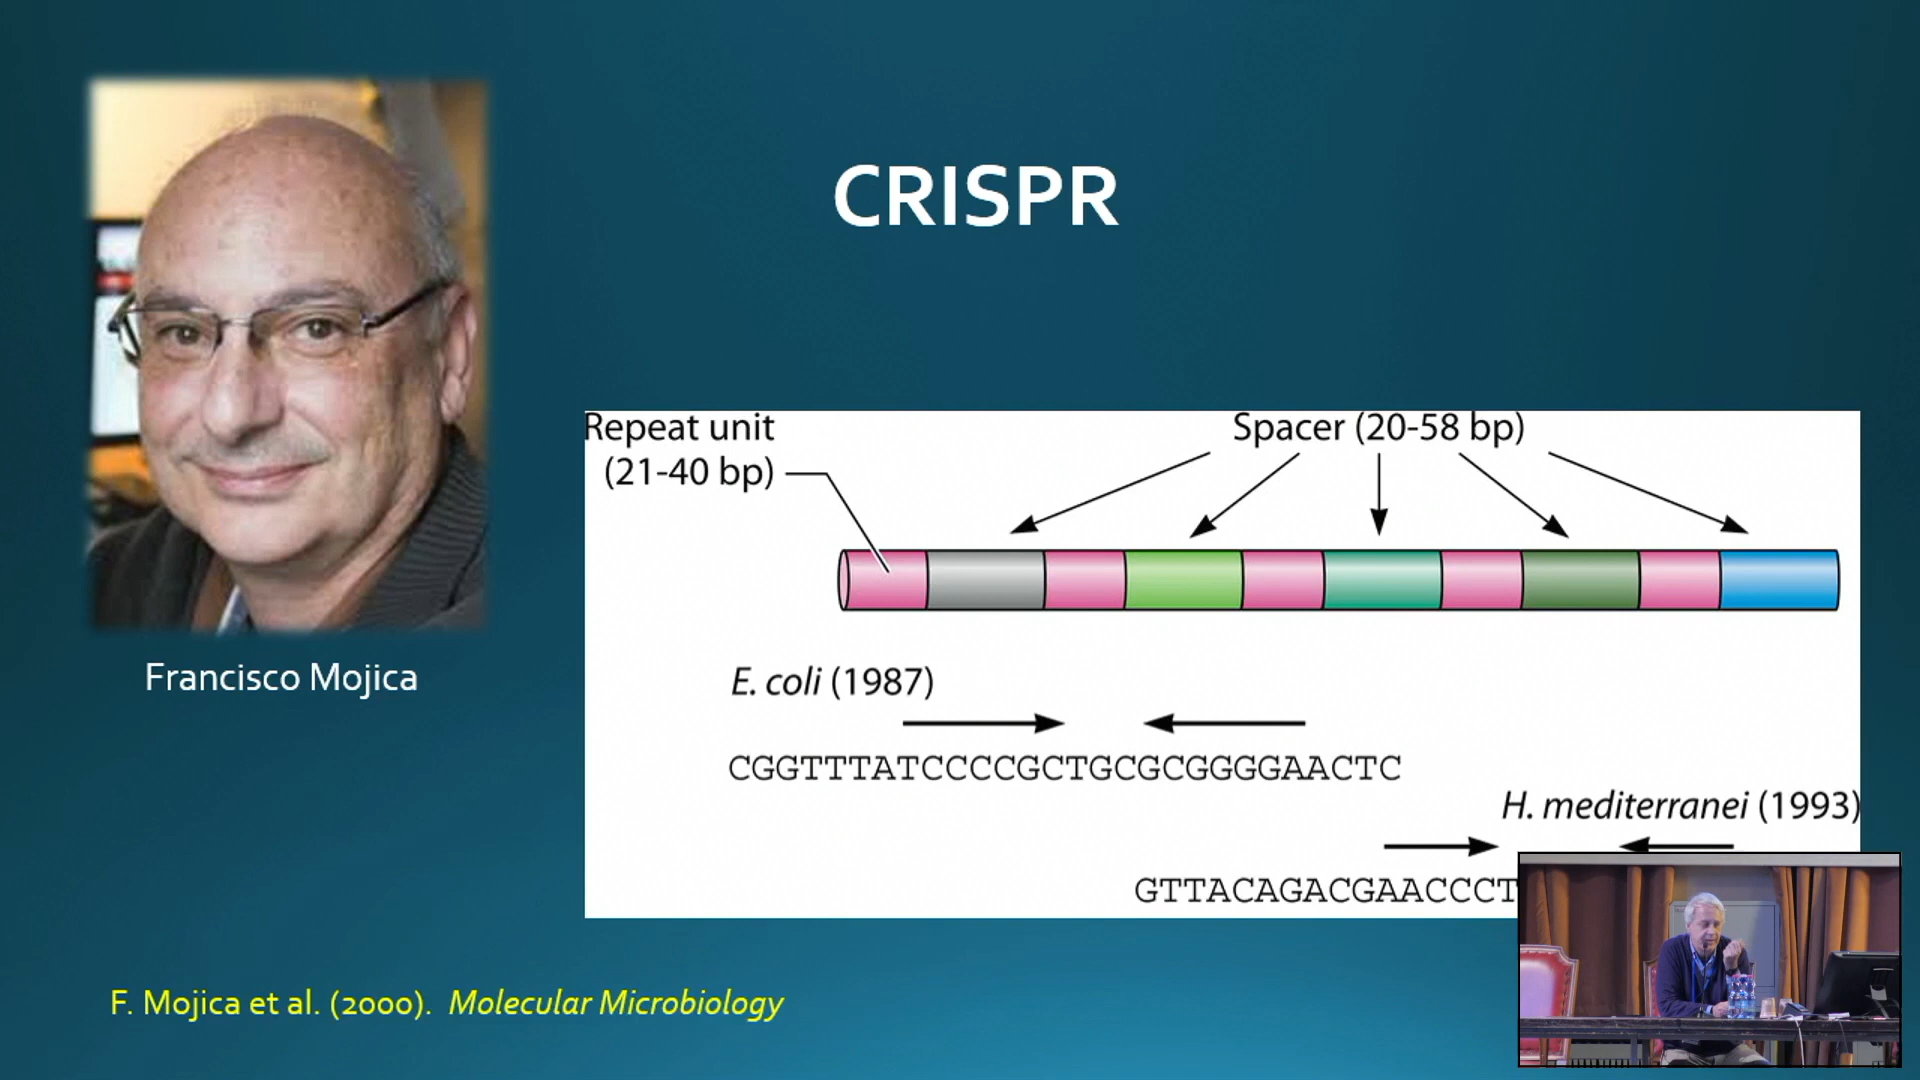 CRISPR
Repeat unit
(21-40 bp)
Spacer (20-58 bp)
E. coli (1987)
CGGTTTATCCCCGCTGCGCGGGGAACTC
H. mediterranei (1993)
GTTACAGACGAACCCT
Francisco Mojica
F. Mojica et al. (2000). Molecular Microbiology